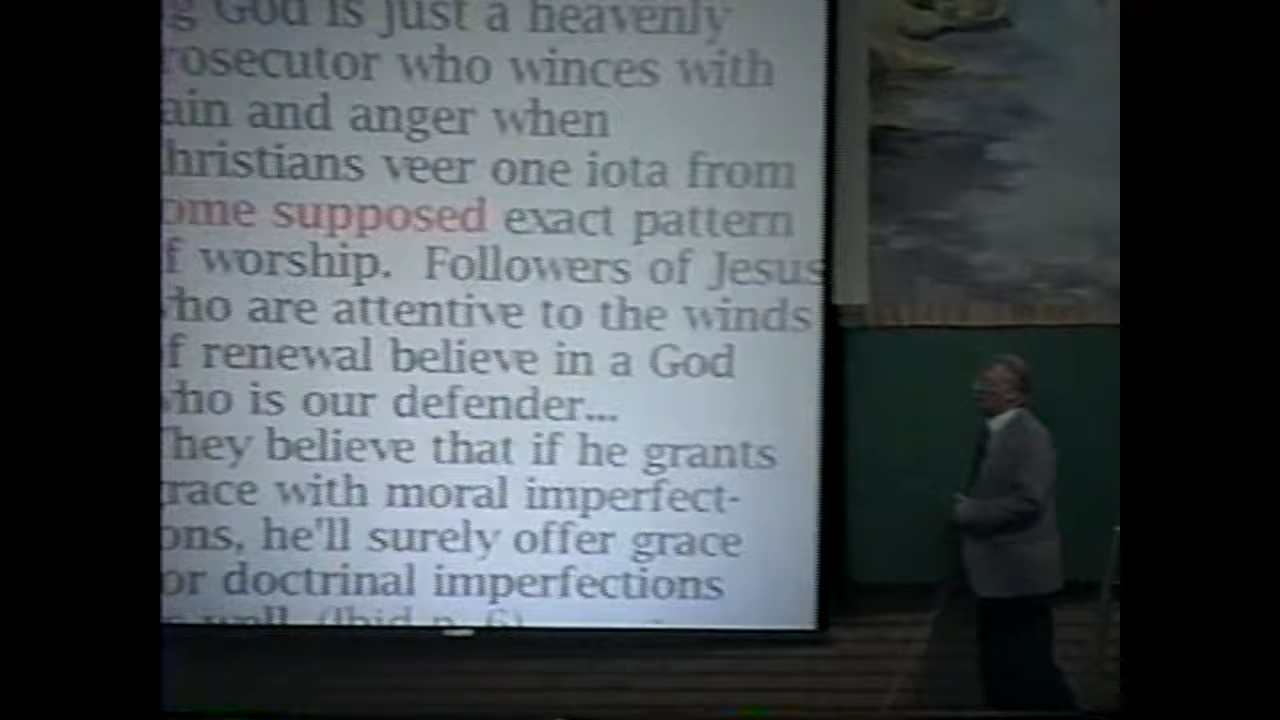 g God is just a heavenly
rosecutor who winces with
ain and anger when
hristians veer one iota from
ome supposed exact pattern
f worship. Followers of Jesus
ho are attentive to the winds
f renewal believe in a God
ho is our defender...
They believe that if he grants
race with moral imperfect-
ons, he'll surely offer grace
or doctrinal imperfections
well. (Ibid p. 6)